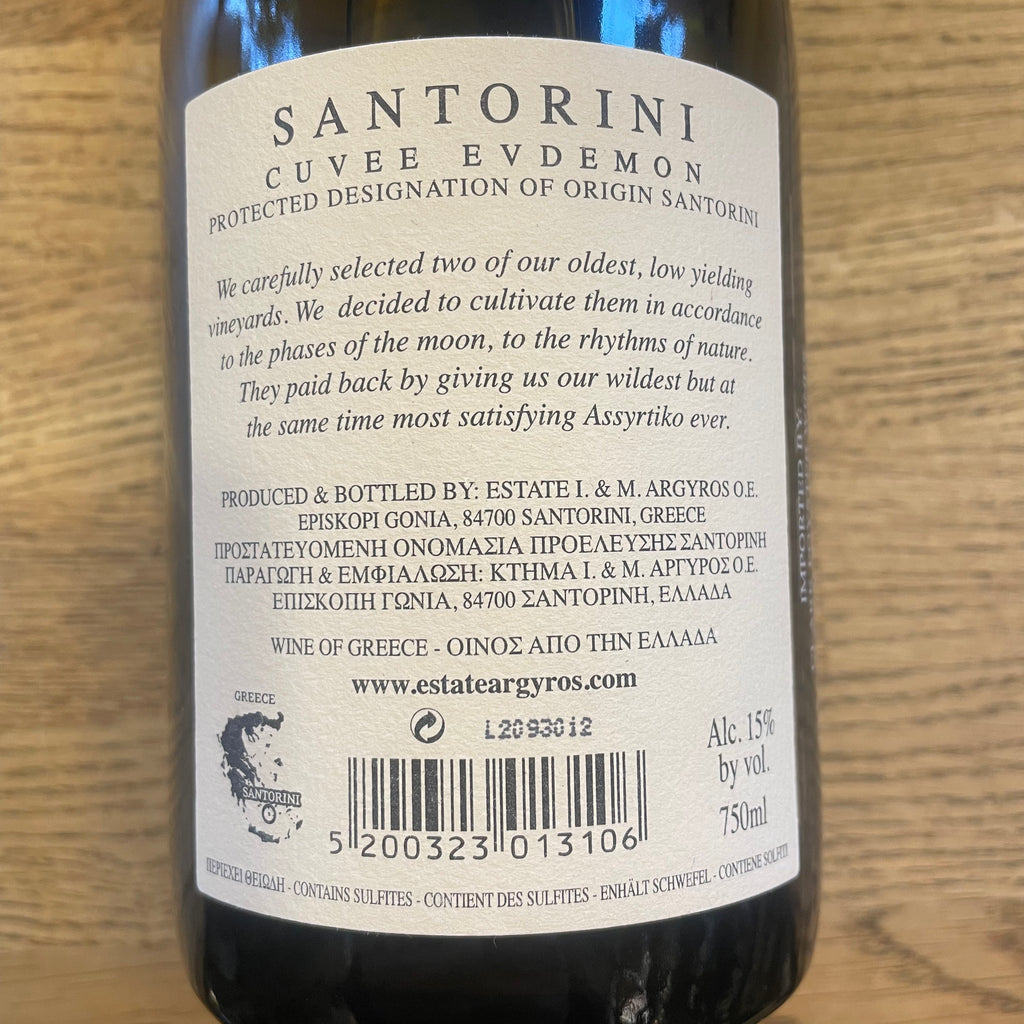 SANTORINI
CUVEE EVDEMON
PROTECTED DESIGNATION OF ORIGIN SANTORINI
We carefully selected two of our oldest, low yielding
vineyards. We decided to cultivate them in accordance
to the phases of the moon, to the rhythms of nature.
They paid back by giving us our wildest but at
the same time most satisfying Assyrtiko ever.
PRODUCED & BOTTLED BY: ESTATE I. & M. ARGYROS O.E.
EPISKOPI GONIA, 84700 SANTORINI, GREECE
ΠΡΟΣΤΑΤΕΥΟΜΕΝΗ ΟΝΟΜΑΣΙΑ ΠΡΟΕΛΕΥΣΗΣ ΣΑΝΤΟΡΙΝΗ
ΠΑΡΑΓΩΓΗ & ΕΜΦΙΑΛΩΣΗ: ΚΤΗΜΑ Ι. & Μ. ΑΡΓΥΡΟΣ Ο.Ε.
ΕΠΙΣΚΟΠΗ ΓΩΝΙΑ, 84700 ΣΑΝΤΟΡΙΝΗ, ΕΛΛΑΔΑ
WINE OF GREECE - ΟΙΝΟΣ ΑΠΟ ΤΗΝ ΕΛΛΑΔΑ
www.estateargyros.com
GREECE
SANTORINI
L2093012
Alc. 15%
by vol.
750ml
5 200323 013106
ΠΕΡΙΕΧΕΙ ΘΕΙΩΔΗ - CONTAINS SULFITES - CONTIENT DES SULFITES - ENHÄLT SCHWEFEL - CONTIENE SOLFITI
IMPORTED BY: